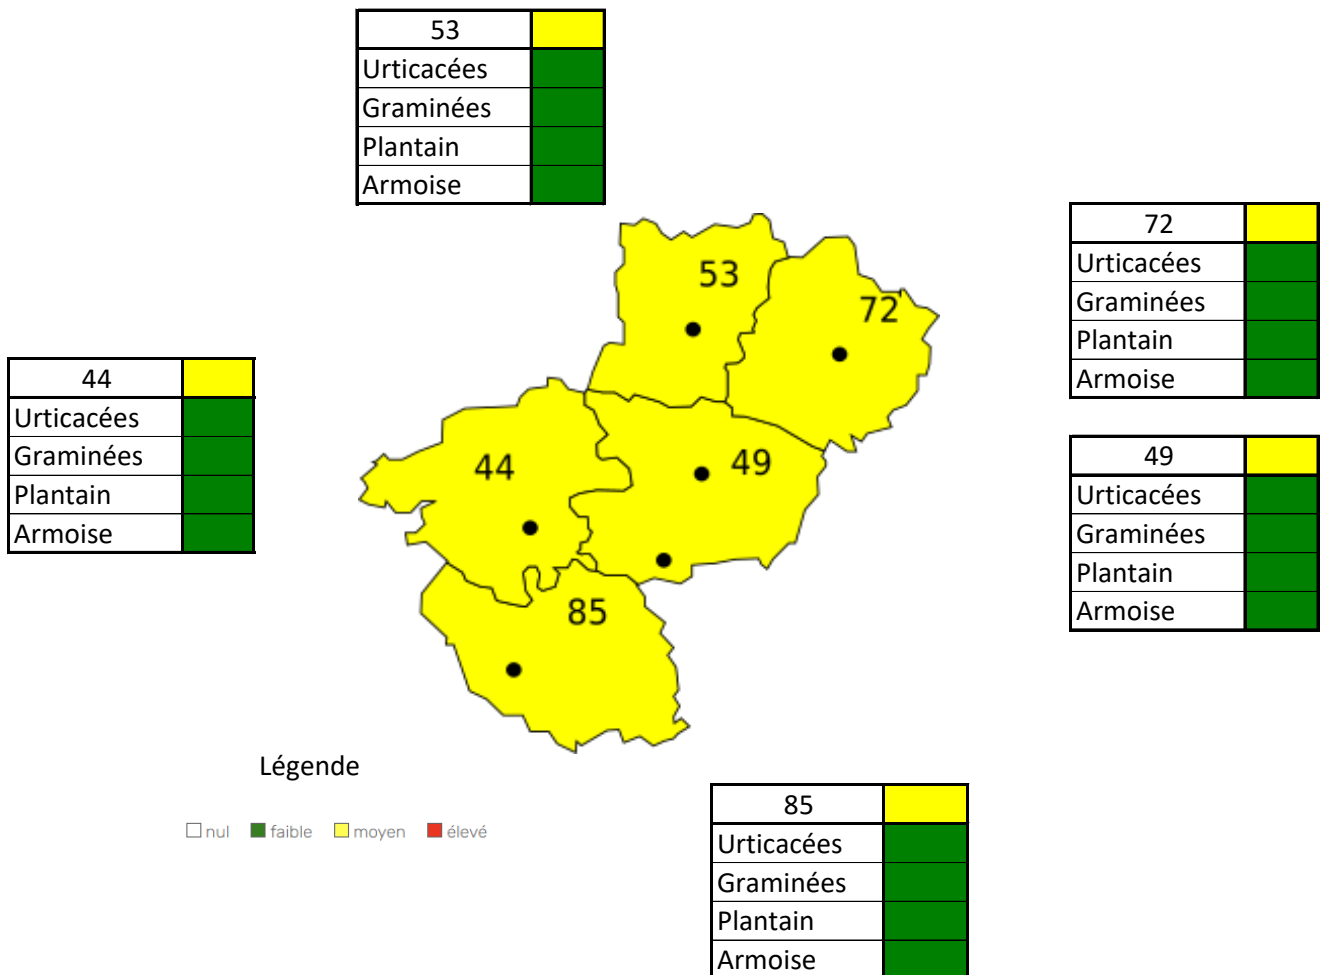 53
Urticacées
Graminées
Plantain
Armoise
53
72
44
49
85
72
Urticacées
Graminées
Plantain
Armoise
44
Urticacées
Graminées
Plantain
Armoise
49
Urticacées
Graminées
Plantain
Armoise
Légende
nul faible moyen élevé
85
Urticacées
Graminées
Plantain
Armoise